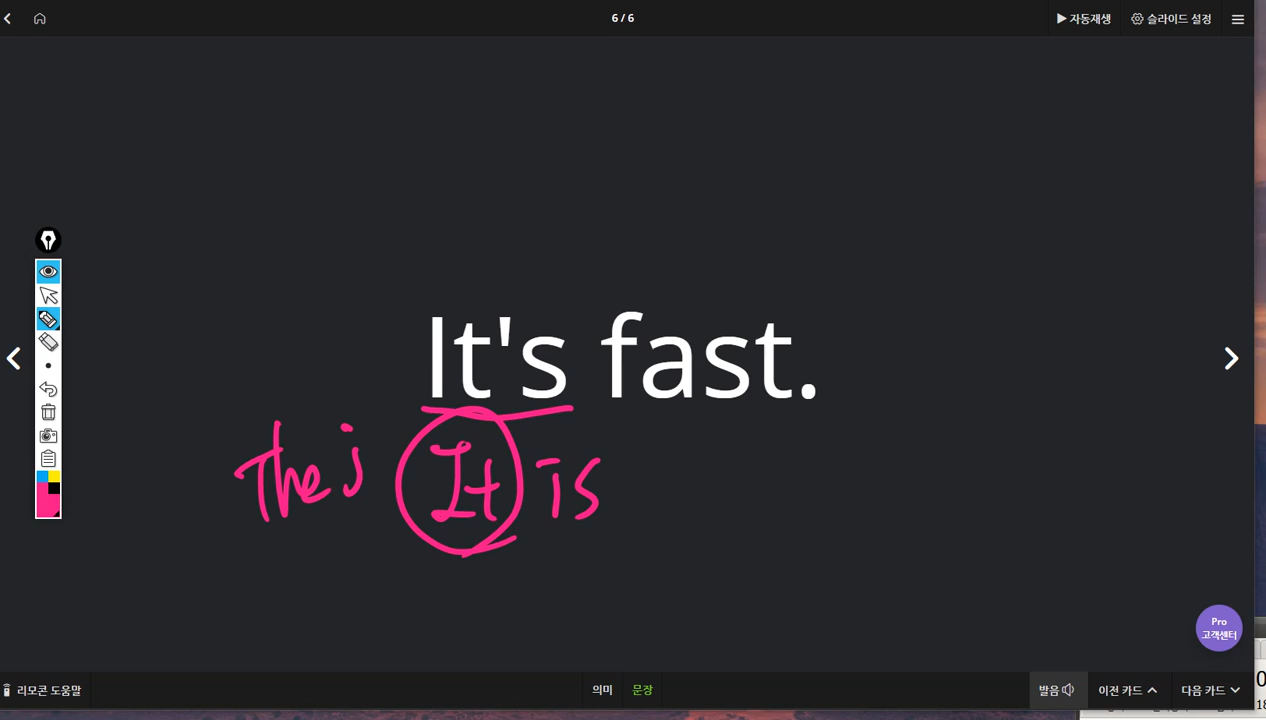 6 / 6
자동재생
슬라이드 설정
It's fast.
The It is
Pro
고객센터
리모콘 도움말
의미
문장
발음
이전 카드
다음 카드